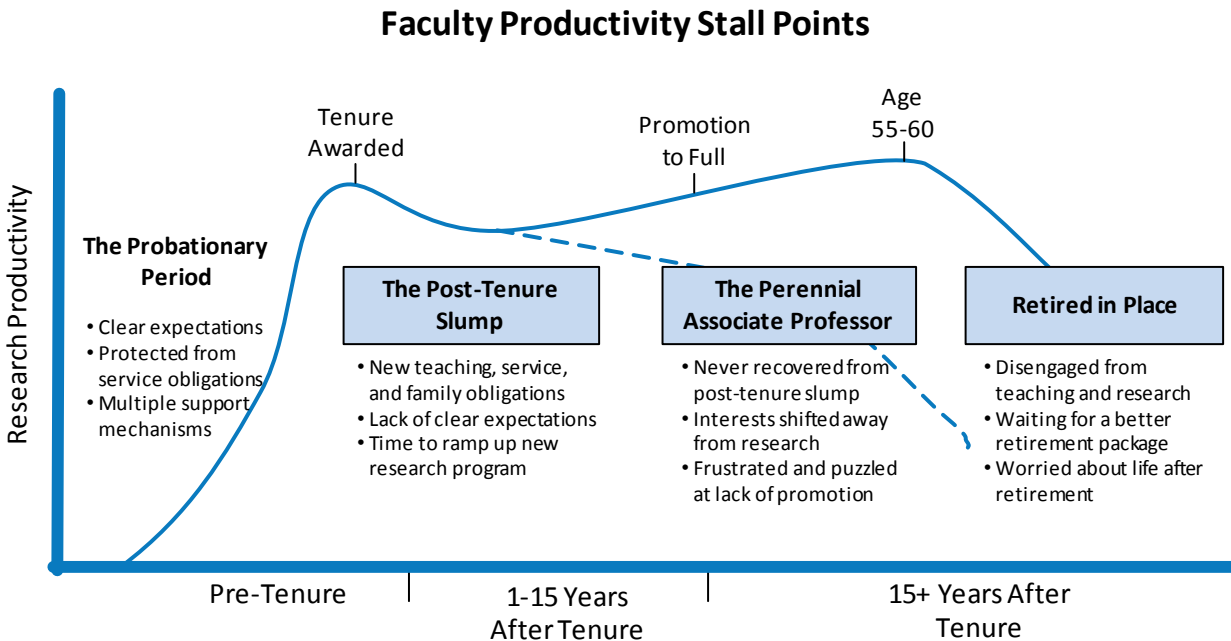 Faculty Productivity Stall Points
Research Productivity
Tenure
Awarded
Promotion
to Full
Age
55-60
The Probationary
Period
• Clear expectations
• Protected from
service obligations
• Multiple support
mechanisms
The Post-Tenure
Slump
• New teaching, service,
and family obligations
• Lack of clear expectations
• Time to ramp up new
research program
The Perennial
Associate Professor
• Never recovered from
post-tenure slump
• Interests shifted away
from research
• Frustrated and puzzled
at lack of promotion
Retired in Place
• Disengaged from
teaching and research
• Waiting for a better
retirement package
• Worried about life after
retirement
Pre-Tenure
1-15 Years
After Tenure
15+ Years After
Tenure